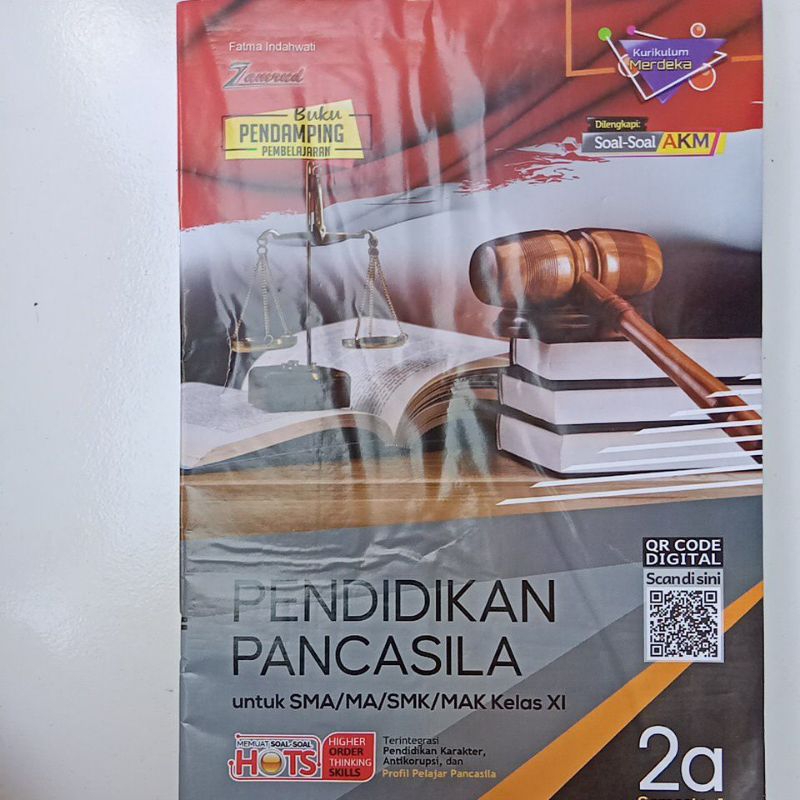 Fatma Indahwati
Zamrud
Buku
PENDAMPING
PEMBELAJARAN
Kurikulum
Merdeka
Dilengkapi:
Soal-Soal AKM
QR CODE
DIGITAL
Scan di sini
PENDIDIKAN
PANCASILA
untuk SMA/MA/SMK/MAK Kelas XI
MEMUAT SOAL-SOAL
HOTS
HIGHER
ORDER
THINKING
SKILLS
Terintegrasi
Pendidikan Karakter,
Antikorupsi, dan
Profil Pelajar Pancasila
2a